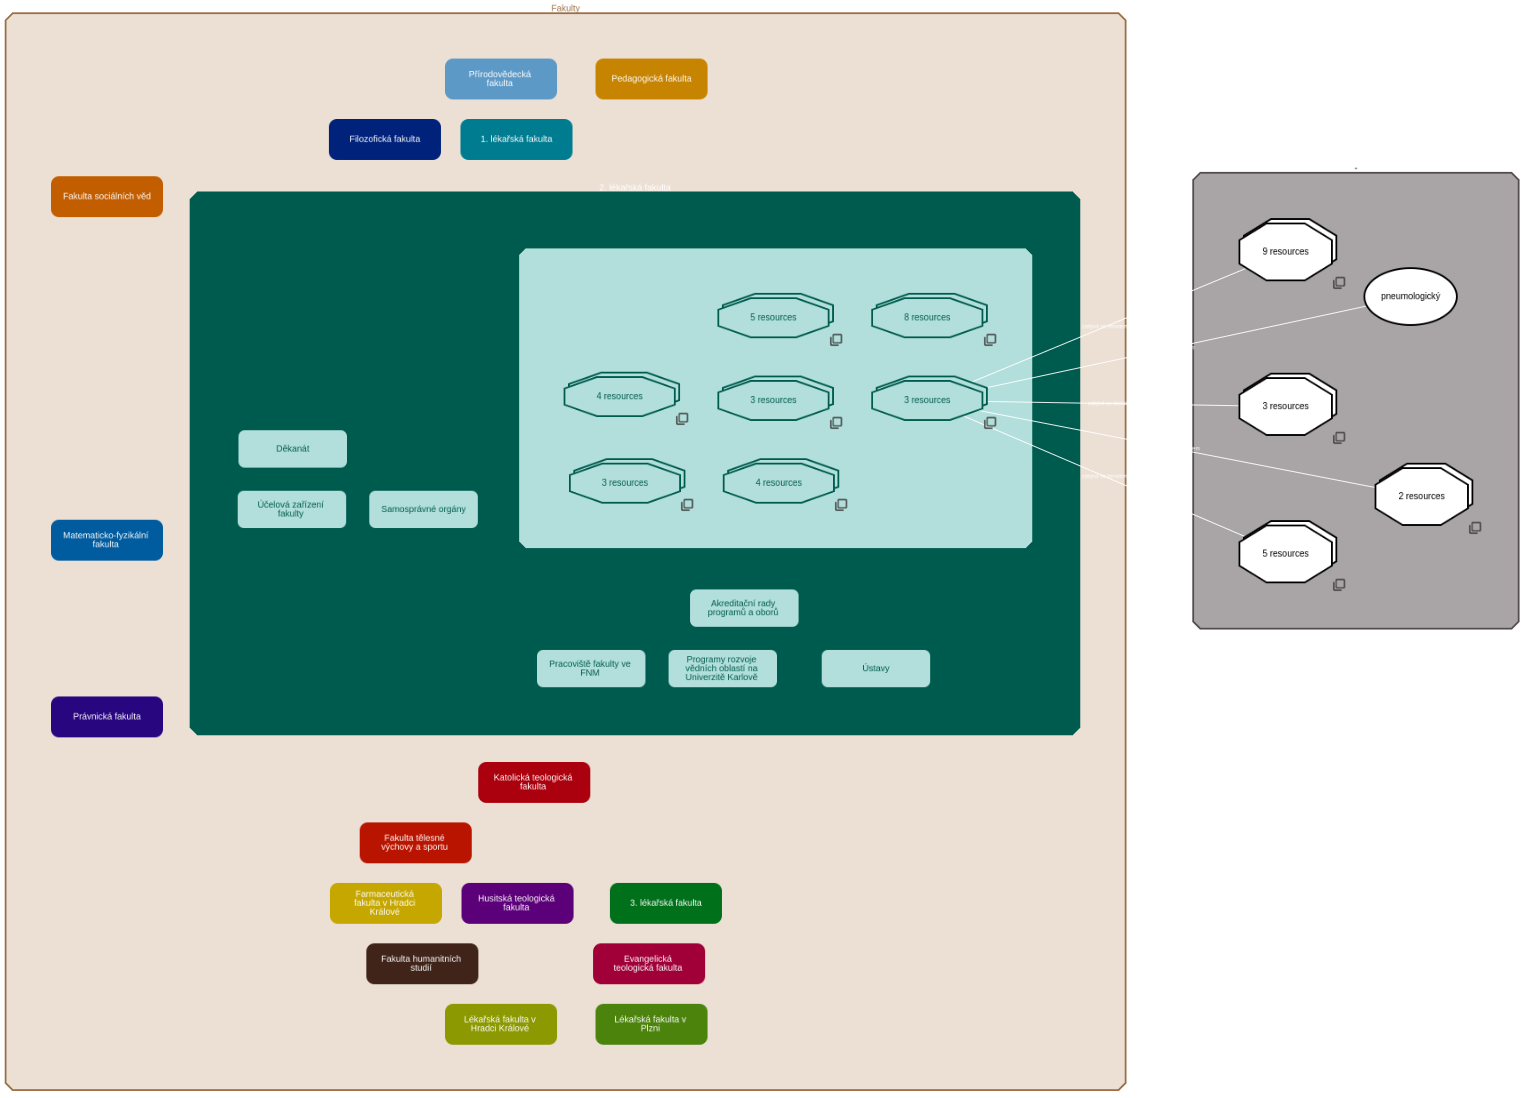 Fakulty
Přírodovědecká
fakulta
Pedagogická fakulta
Filozofická fakulta
1. lékařská fakulta
Fakulta sociálních věd
2. lékařská fakulta
5 resources
8 resources
4 resources
3 resources
3 resources
3 resources
4 resources
Děkanát
Účelová zařízení
fakulty
Samosprávné orgány
Akreditační rady
programů a oborů
Pracoviště fakulty ve
FNM
Programy rozvoje
vědních oblastí na
Univerzitě Karlově
Ústavy
Matematicko-fyzikální
fakulta
Právnická fakulta
Katolická teologická
fakulta
Fakulta tělesné
výchovy a sportu
Farmaceutická
fakulta v Hradci
Králové
Husitská teologická
fakulta
3. lékařská fakulta
Fakulta humanitních
studií
Evangelická
teologická fakulta
Lékařská fakulta v
Hradci Králové
Lékařská fakulta v
Plzni
9 resources
pneumologický
3 resources
2 resources
5 resources